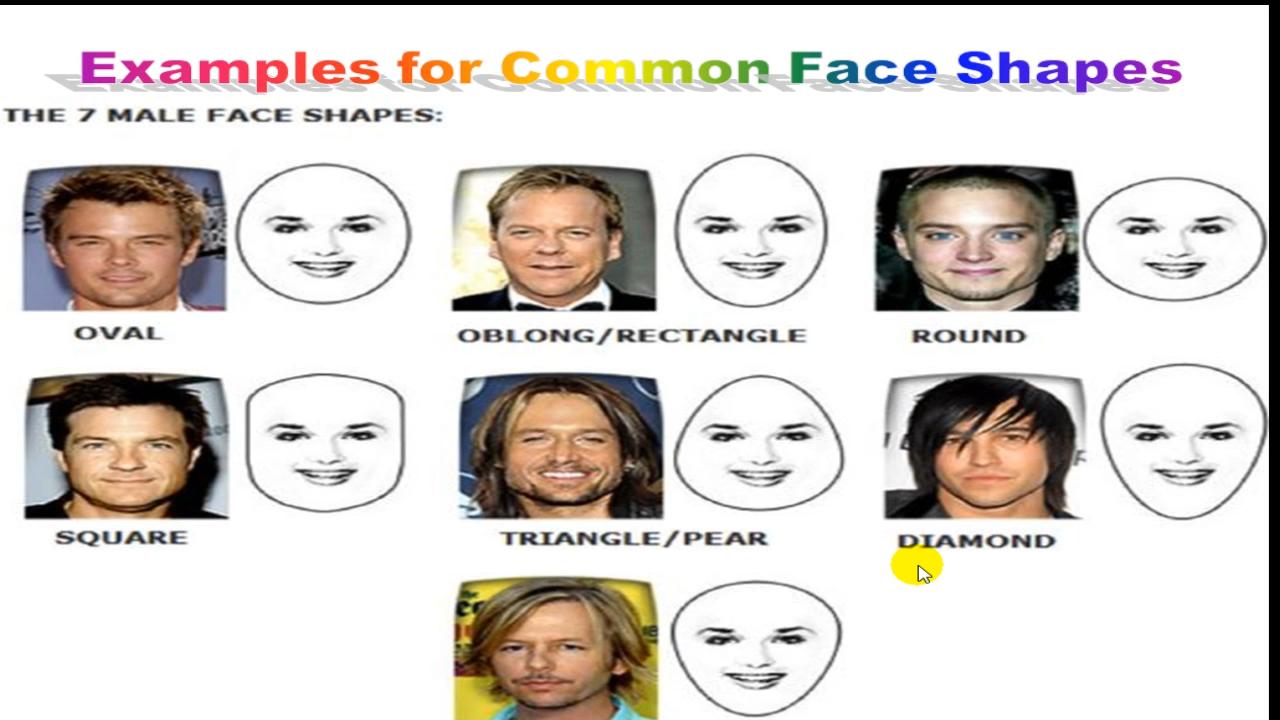 Examples for Common Face Shapes
THE 7 MALE FACE SHAPES:
OVAL
OBLONG/RECTANGLE
ROUND
SQUARE
TRIANGLE/PEAR
DIAMOND